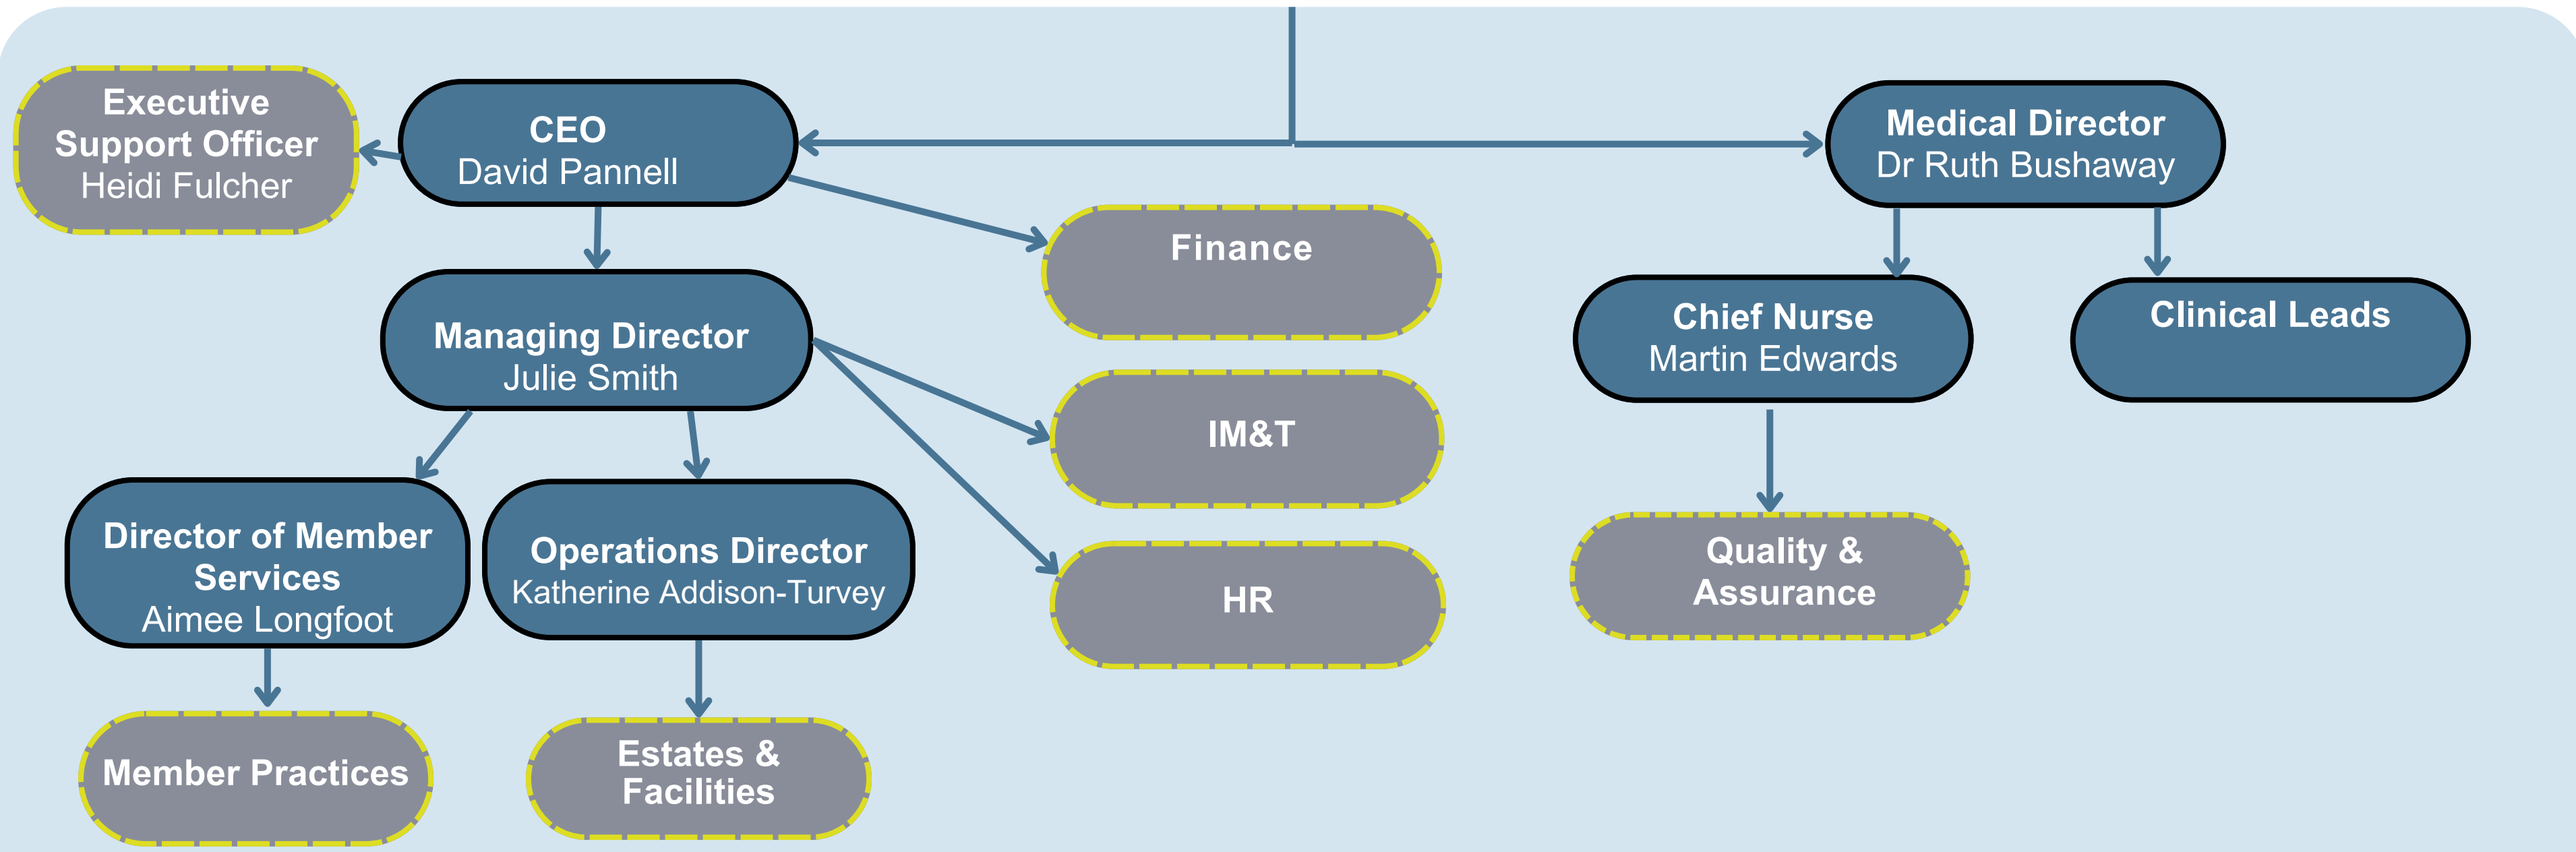 Executive
Support Officer
Heidi Fulcher
CEO
David Pannell
Medical Director
Dr Ruth Bushaway
Finance
Managing Director
Julie Smith
Chief Nurse
Martin Edwards
Clinical Leads
IM&T
Director of Member
Services
Aimee Longfoot
Operations Director
Katherine Addison-Turvey
HR
Quality &
Assurance
Member Practices
Estates &
Facilities